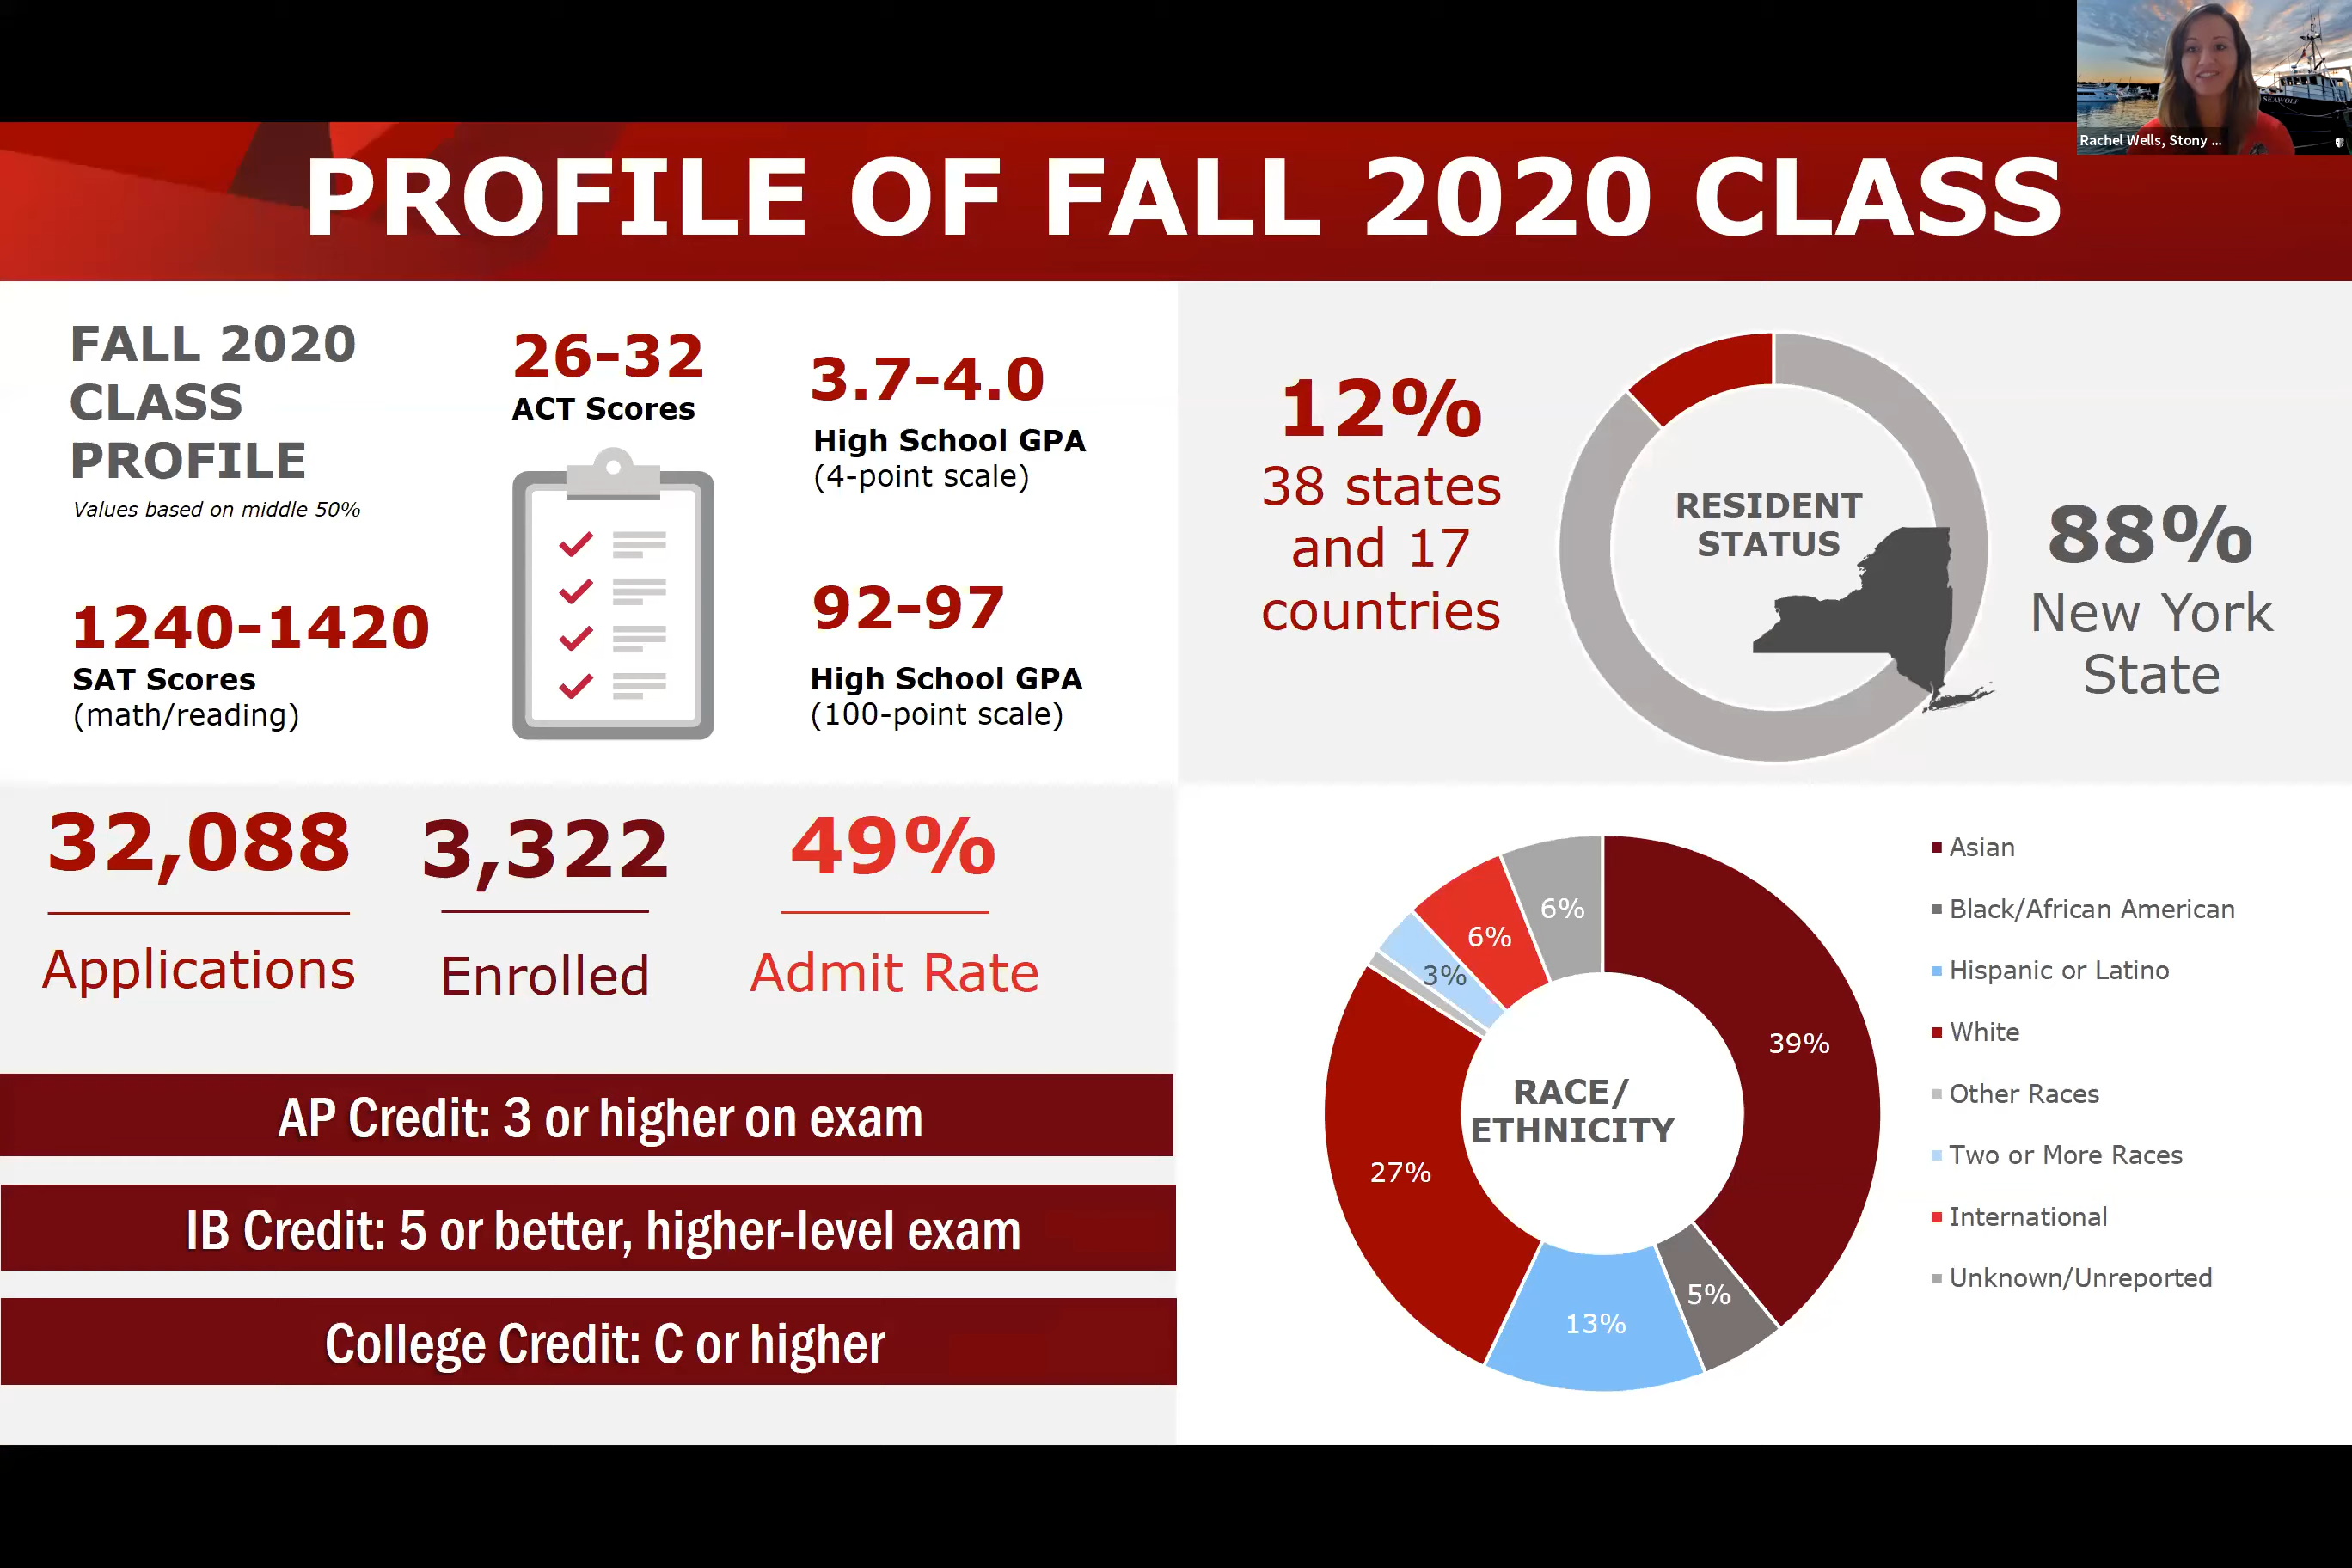 Rachel Wells, Stony ...
SEAWOLF
PROFILE OF FALL 2020 CLASS
FALL 2020
CLASS
PROFILE
Values based on middle 50%
26-32
ACT Scores
3.7-4.0
High School GPA
(4-point scale)
1240-1420
SAT Scores
(math/reading)
92-97
High School GPA
(100-point scale)
12%
38 states
and 17
countries
RESIDENT
STATUS
88%
New York
State
32,088
Applications
3,322
Enrolled
49%
Admit Rate
AP Credit: 3 or higher on exam
IB Credit: 5 or better, higher-level exam
College Credit: C or higher
6%
6%
3%
39%
27%
5%
13%
RACE/
ETHNICITY
Asian
Black/African American
Hispanic or Latino
White
Other Races
Two or More Races
International
Unknown/Unreported